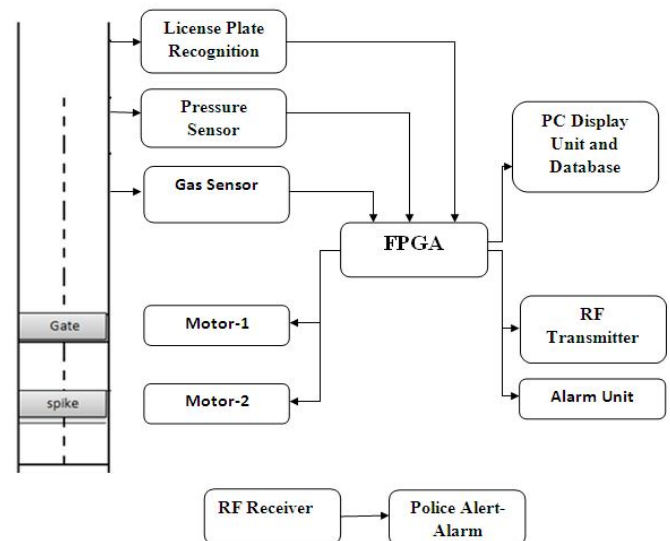 License Plate
Recognition
Pressure
Sensor
Gas Sensor
PC Display
Unit and
Database
FPGA
Gate
Motor-1
RF
Transmitter
spike
Motor-2
Alarm Unit
RF Receiver
Police Alert-
Alarm